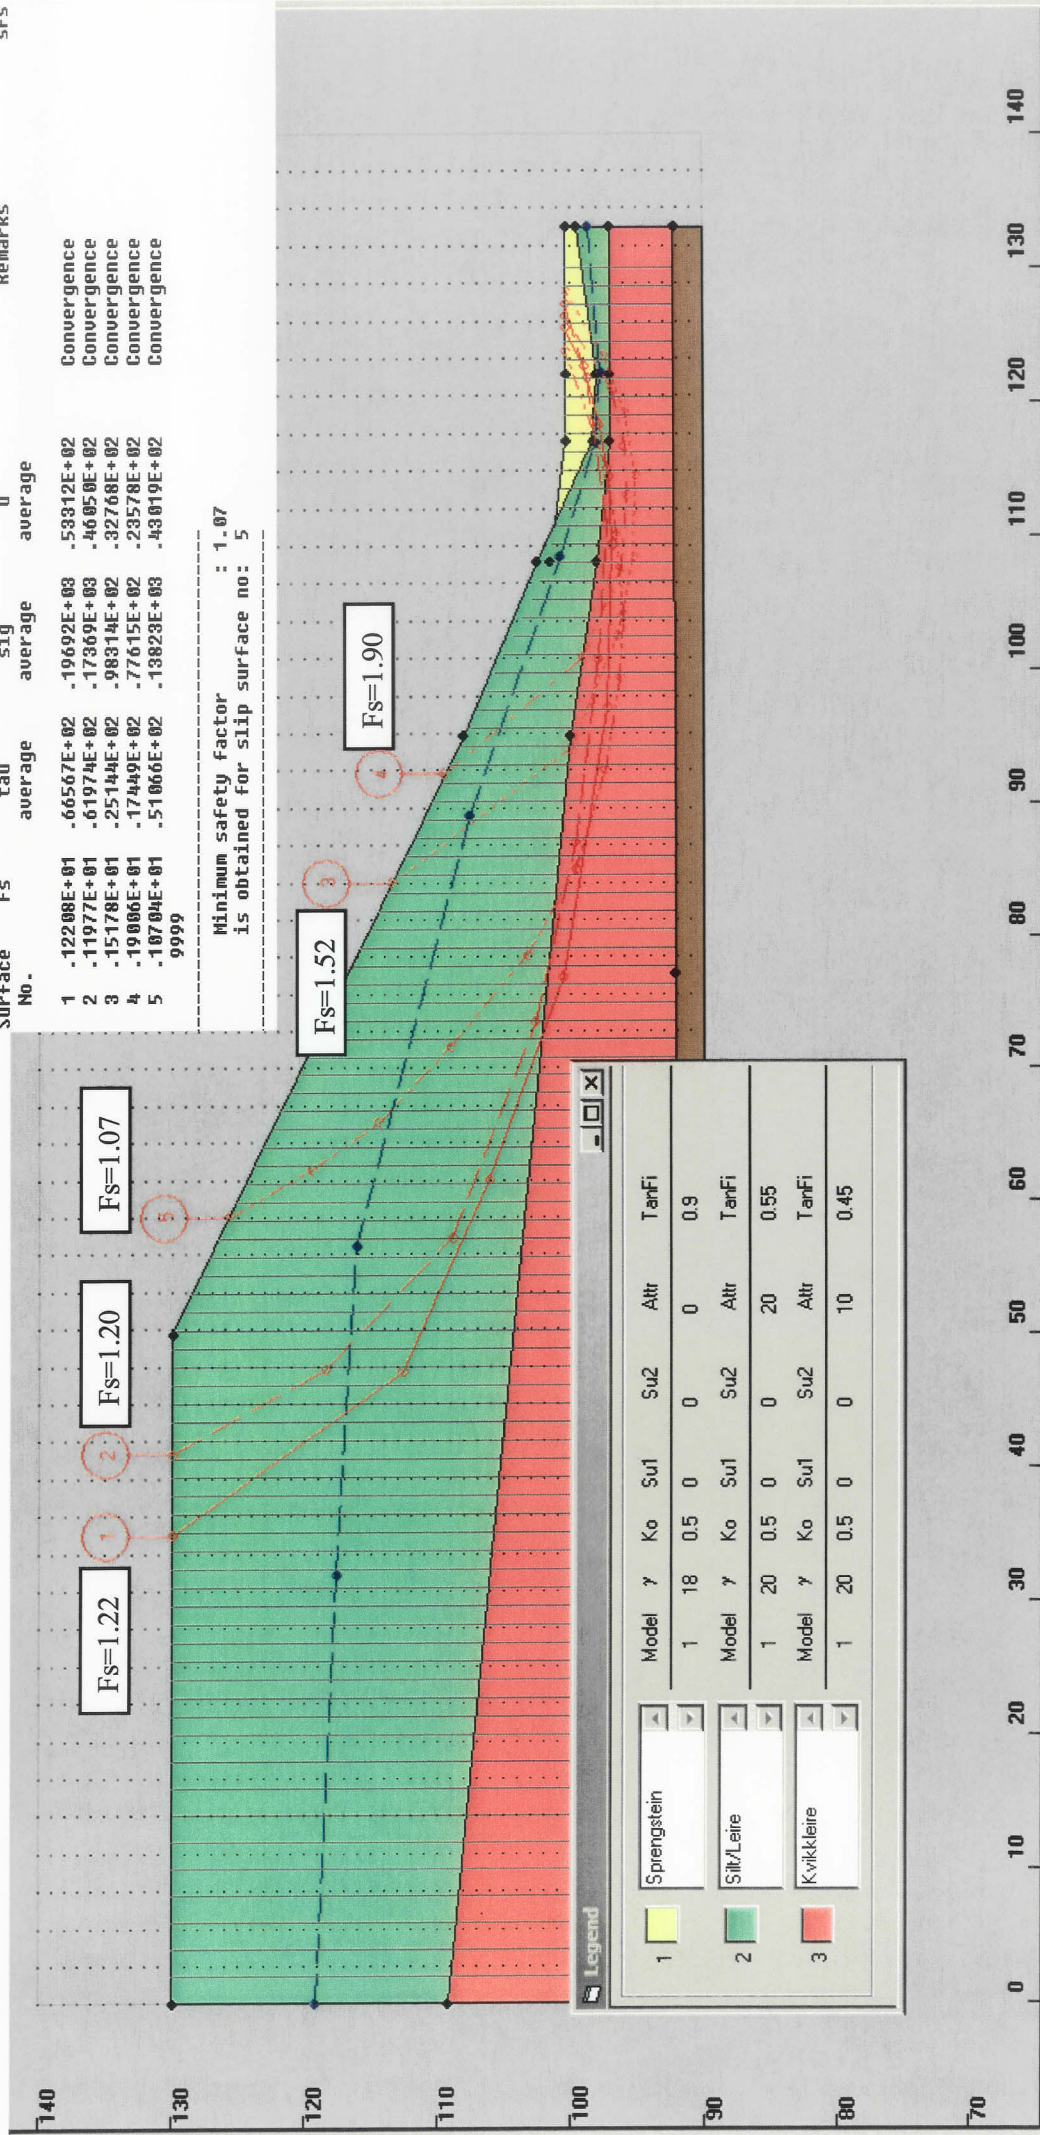 Surface Fs tau sig u Remarks srs
No. average average average
1 .12208E+01 .66567E+02 .19692E+03 .53312E+02 Convergence
2 .11977E+01 .61974E+02 .17369E+03 .46050E+02 Convergence
3 .15178E+01 .25144E+02 .98314E+02 .32768E+02 Convergence
4 .19006E+01 .17449E+02 .77615E+02 .23578E+02 Convergence
5 .10704E+01 .51066E+02 .13823E+03 .43019E+02 Convergence
9999
Minimum safety factor : 1.07
is obtained for slip surface no: 5
Fs=1.22
Fs=1.20
Fs=1.07
Fs=1.52
Fs=1.90
1
2
5
3
4
140
130
120
110
100
90
80
70
Legend
Model γ Ko Su1 Su2 Attr TanFi
1 Sprengstein 1 18 0.5 0 0 0 0.9
Model γ Ko Su1 Su2 Attr TanFi
2 Silt/Leire 1 20 0.5 0 0 20 0.55
Model γ Ko Su1 Su2 Attr TanFi
3 Kvikkleire 1 20 0.5 0 0 10 0.45
0 10 20 30 40 50 60 70 80 90 100 110 120 130 140